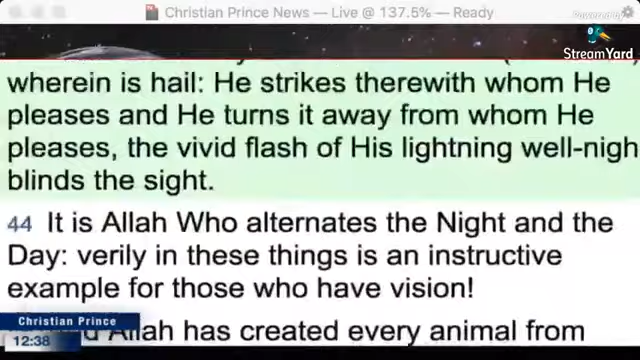 Christian Prince News — Live @ 137.5% — Ready
Powered by
StreamYard
wherein is hail: He strikes therewith whom He
pleases and He turns it away from whom He
pleases, the vivid flash of His lightning well-nigh
blinds the sight.
44 It is Allah Who alternates the Night and the
Day: verily in these things is an instructive
example for those who have vision!
Allah has created every animal from
Christian Prince
12:38